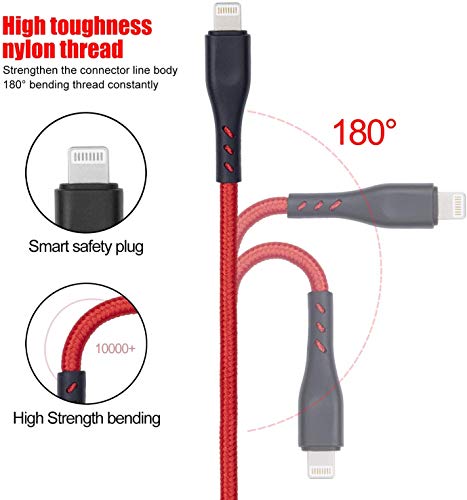 High toughness
nylon thread
Strengthen the connector line body
180° bending thread constantly
180°
Smart safety plug
10000+
High Strength bending